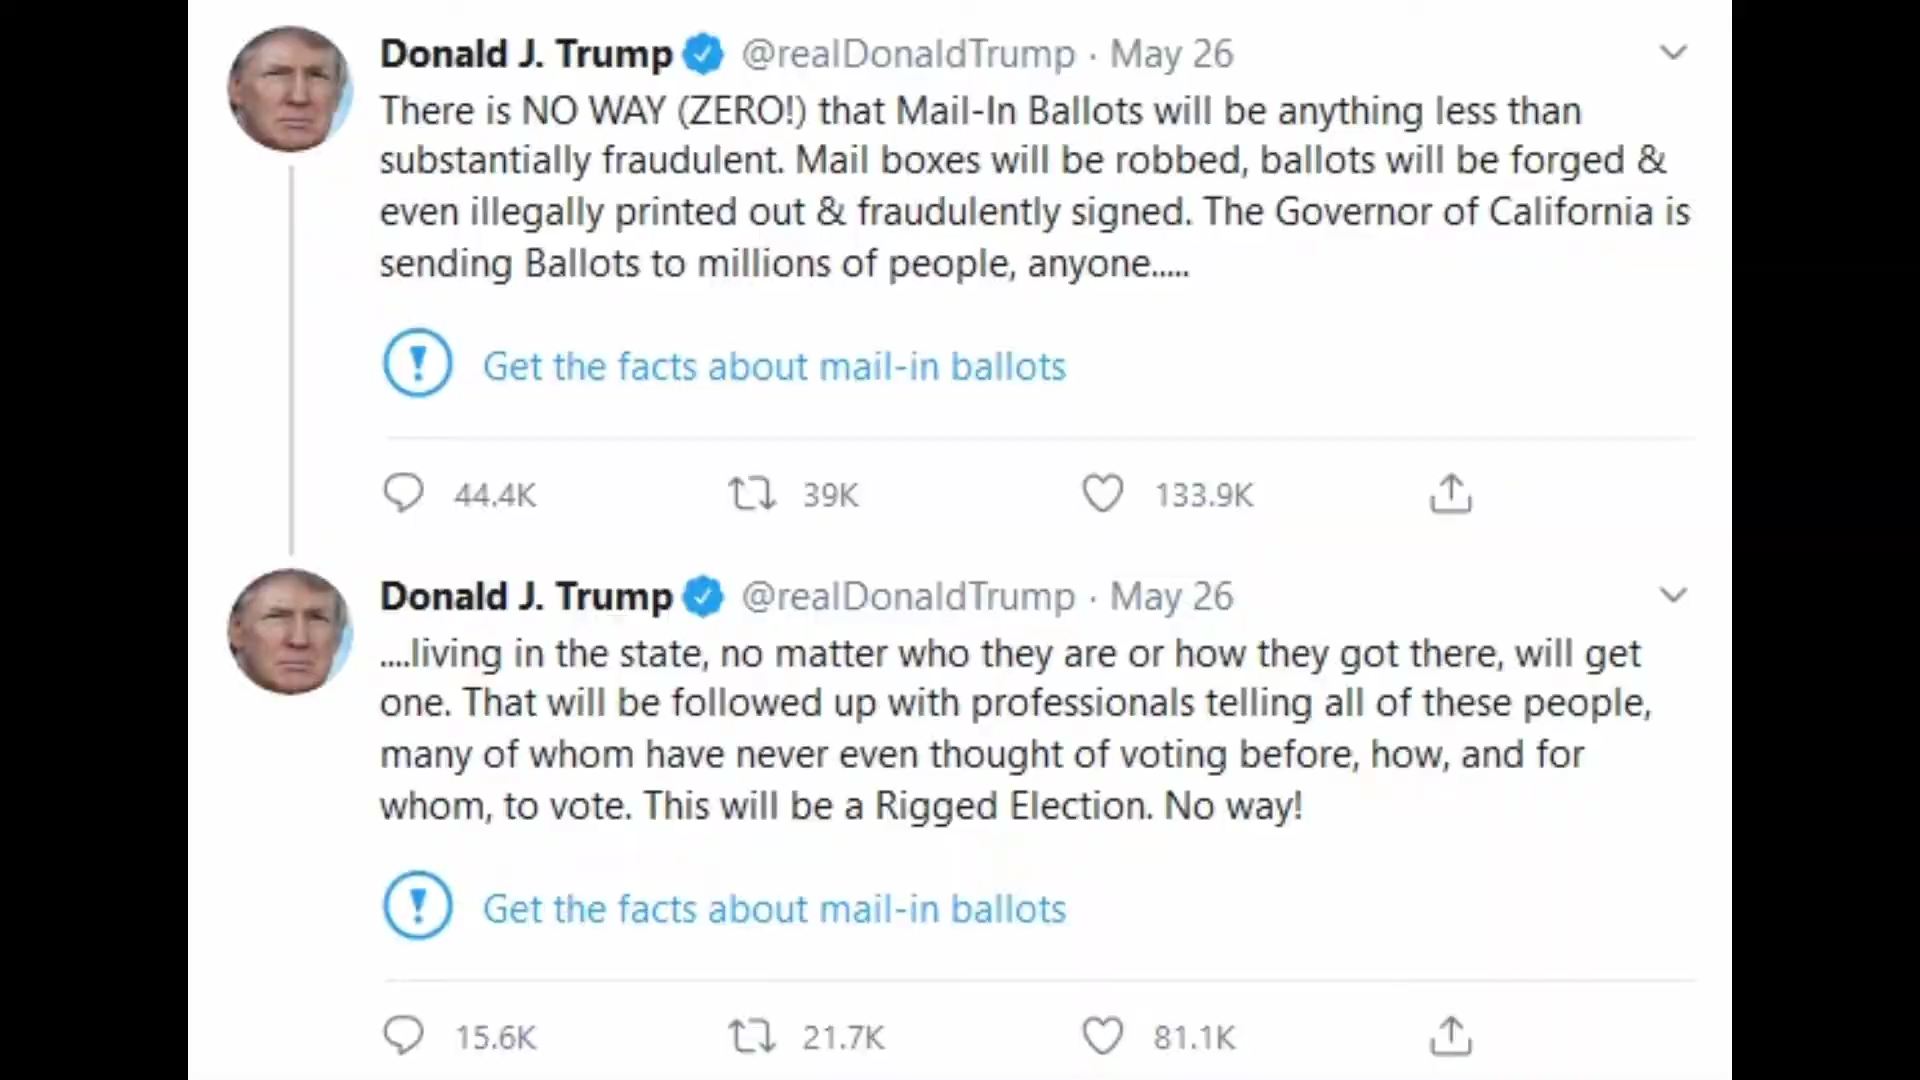 Donald J. Trump @realDonaldTrump · May 26
There is NO WAY (ZERO!) that Mail-In Ballots will be anything less than
substantially fraudulent. Mail boxes will be robbed, ballots will be forged &
even illegally printed out & fraudulently signed. The Governor of California is
sending Ballots to millions of people, anyone.....
Get the facts about mail-in ballots
44.4K 39K 133.9K
Donald J. Trump @realDonaldTrump · May 26
....living in the state, no matter who they are or how they got there, will get
one. That will be followed up with professionals telling all of these people,
many of whom have never even thought of voting before, how, and for
whom, to vote. This will be a Rigged Election. No way!
Get the facts about mail-in ballots
15.6K 21.7K 81.1K